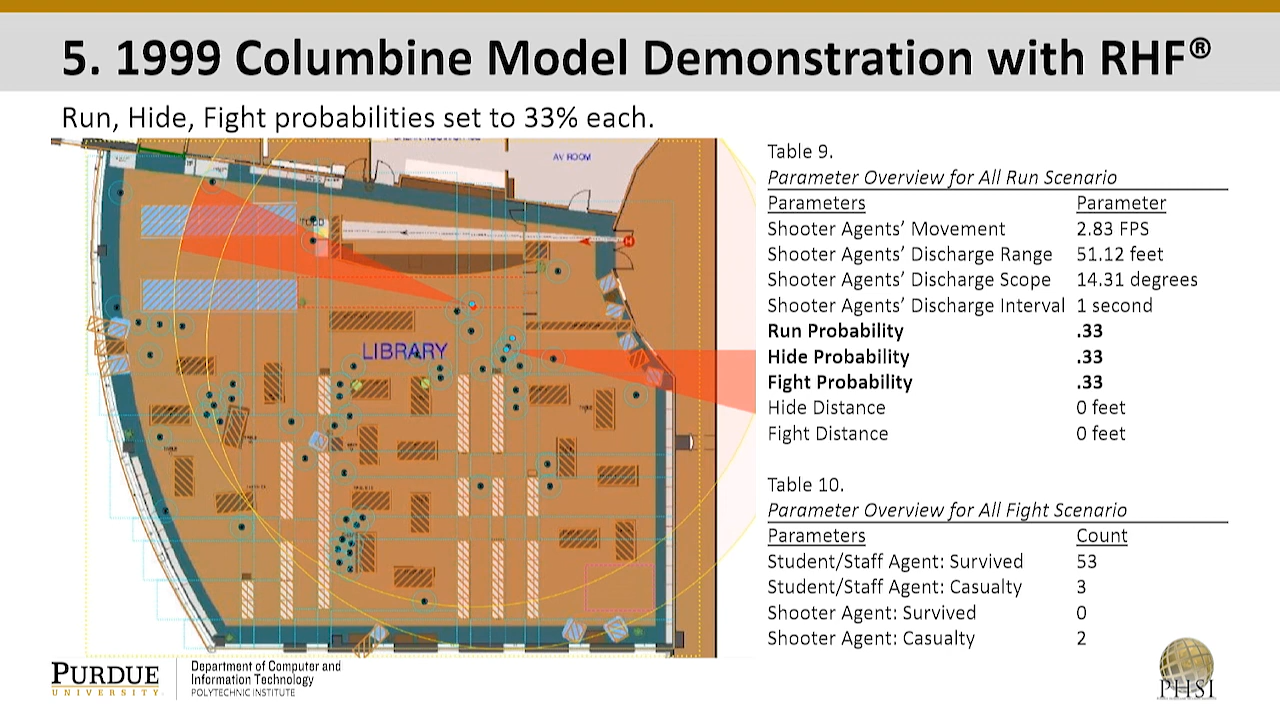 5. 1999 Columbine Model Demonstration with RHF®
Run, Hide, Fight probabilities set to 33% each.
AV ROOM
LIBRARY
Table 9.
Parameter Overview for All Run Scenario
Parameters Parameter
Shooter Agents' Movement 2.83 FPS
Shooter Agents' Discharge Range 51.12 feet
Shooter Agents' Discharge Scope 14.31 degrees
Shooter Agents' Discharge Interval 1 second
Run Probability .33
Hide Probability .33
Fight Probability .33
Hide Distance 0 feet
Fight Distance 0 feet
Table 10.
Parameter Overview for All Fight Scenario
Parameters Count
Student/Staff Agent: Survived 53
Student/Staff Agent: Casualty 3
Shooter Agent: Survived 0
Shooter Agent: Casualty 2
PURDUE
UNIVERSITY
Department of Computer and
Information Technology
POLYTECHNIC INSTITUTE
PHSI